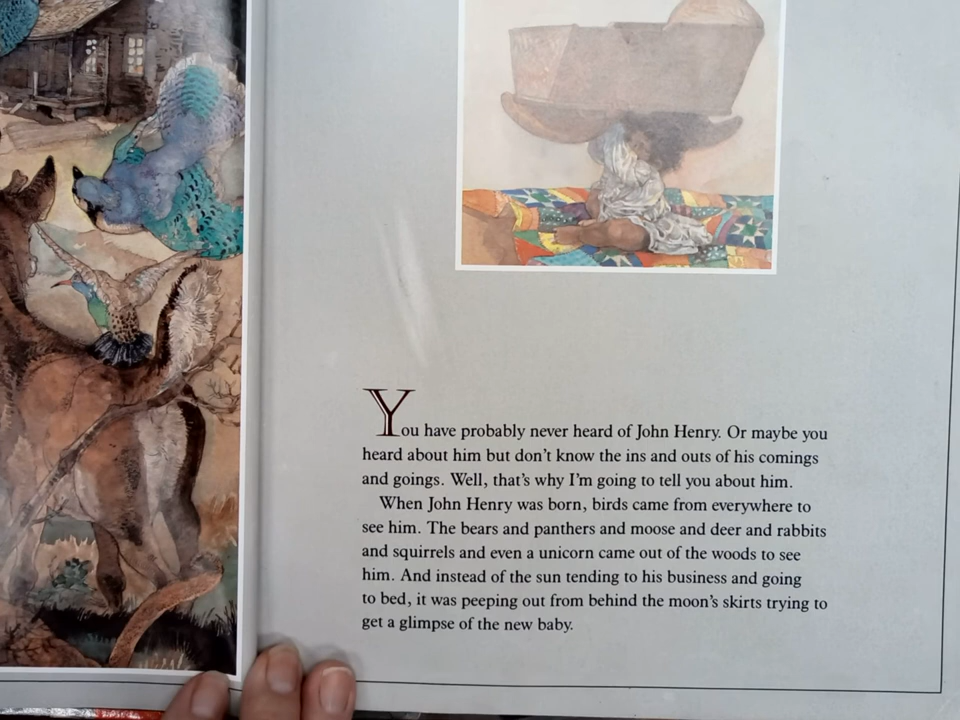 You have probably never heard of John Henry. Or maybe you
heard about him but don't know the ins and outs of his comings
and goings. Well, that's why I'm going to tell you about him.
When John Henry was born, birds came from everywhere to
see him. The bears and panthers and moose and deer and rabbits
and squirrels and even a unicorn came out of the woods to see
him. And instead of the sun tending to his business and going
to bed, it was peeping out from behind the moon's skirts trying to
get a glimpse of the new baby.